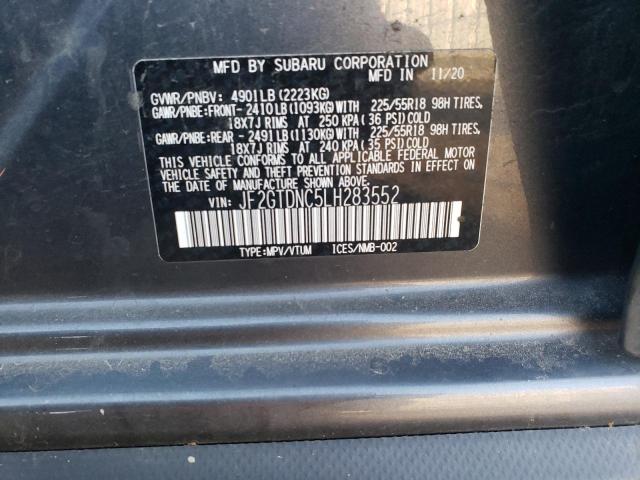 MFD BY SUBARU CORPORATION
MFD IN 11/20
GVWR/PNBV: 4901LB (2223KG)
GAWR/PNBE:FRONT- 2410LB(1093KG)WITH 225/55R18 98H TIRES,
18X7J RIMS AT 250 KPA( 36 PSI)COLD
GAWR/PNBE:REAR - 2491LB(1130KG)WITH 225/55R18 98H TIRES,
18X7J RIMS AT 240 KPA( 35 PSI)COLD
THIS VEHICLE CONFORMS TO ALL APPLICABLE FEDERAL MOTOR
VEHICLE SAFETY AND THEFT PREVENTION STANDARDS IN EFFECT ON
THE DATE OF MANUFACTURE SHOWN ABOVE.
VIN: JF2GTDNC5LH283552
TYPE:MPV/VTUM ICES/NMB-002